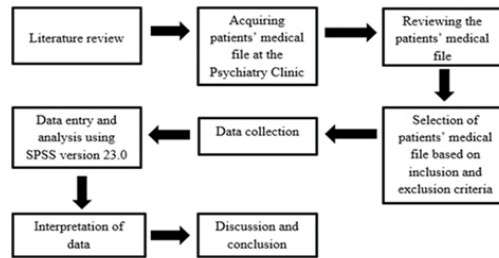 Literature review
Acquiring
patients' medical
file at the
Psychiatry Clinic
Reviewing the
patients' medical
file
Selection of
patients' medical
file based on
inclusion and
exclusion criteria
Data collection
Data entry and
analysis using
SPSS version 23.0
Interpretation of
data
Discussion and
conclusion